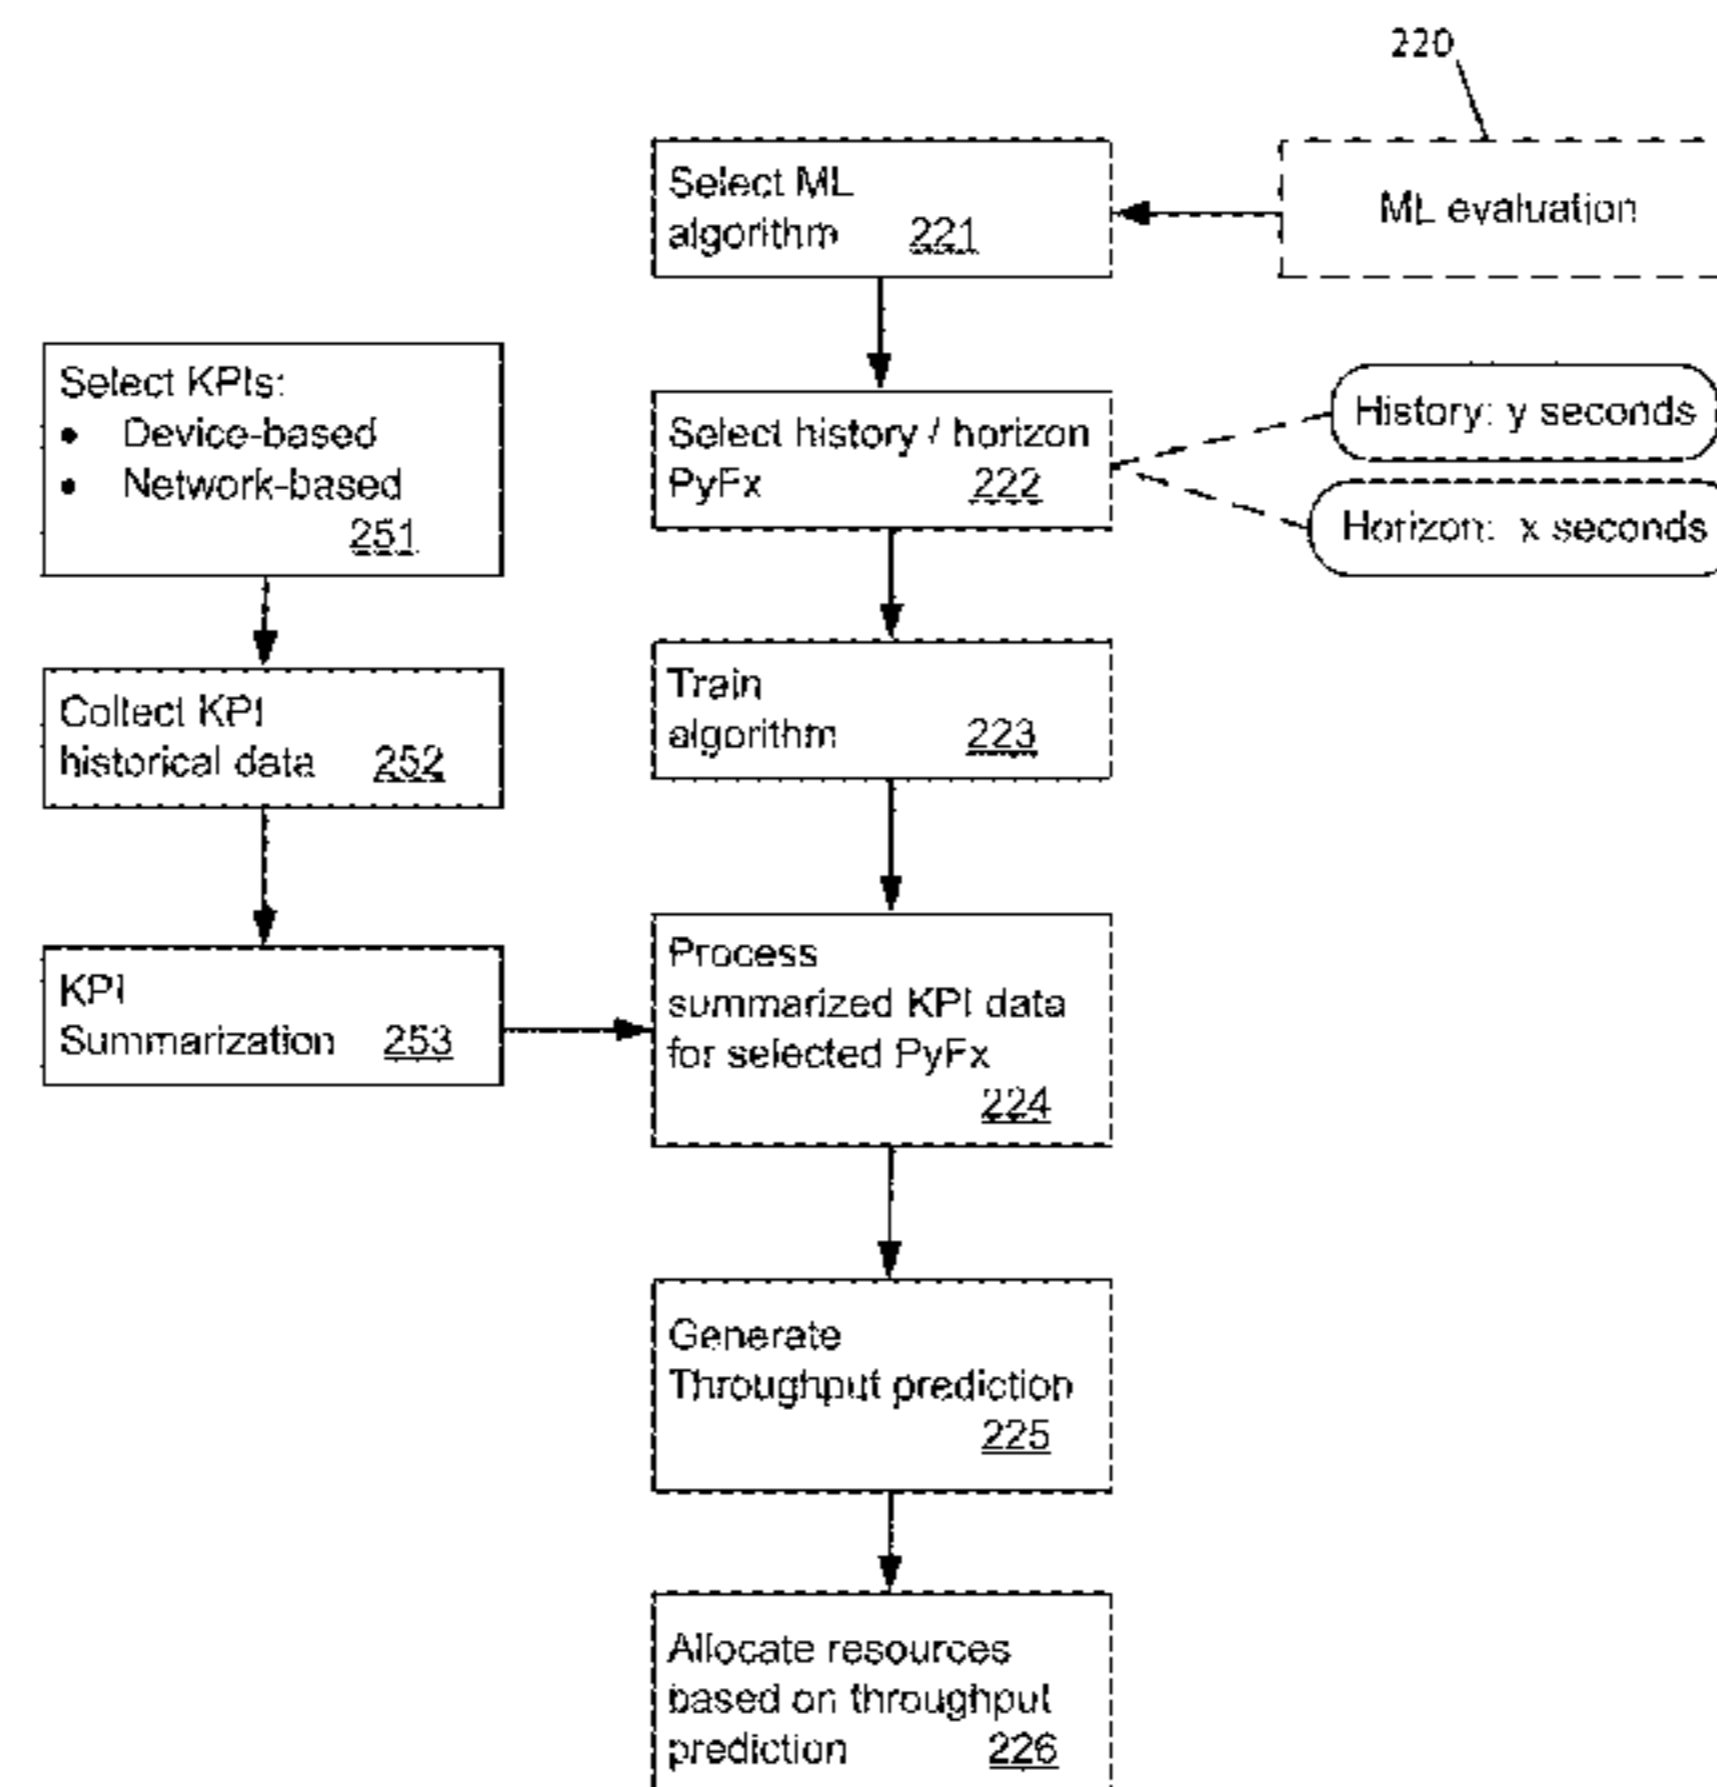 220
Select ML
algorithm 221
ML evaluation
Select KPIs:
• Device-based
• Network-based
251
Select history / horizon
PyFx 222
History: y seconds
Horizon: x seconds
Collect KPI
historical data 252
Train
algorithm 223
KPI
Summarization 253
Process
summarized KPI data
for selected PyFx
224
Generate
Throughput prediction
225
Allocate resources
based on throughput
prediction 226